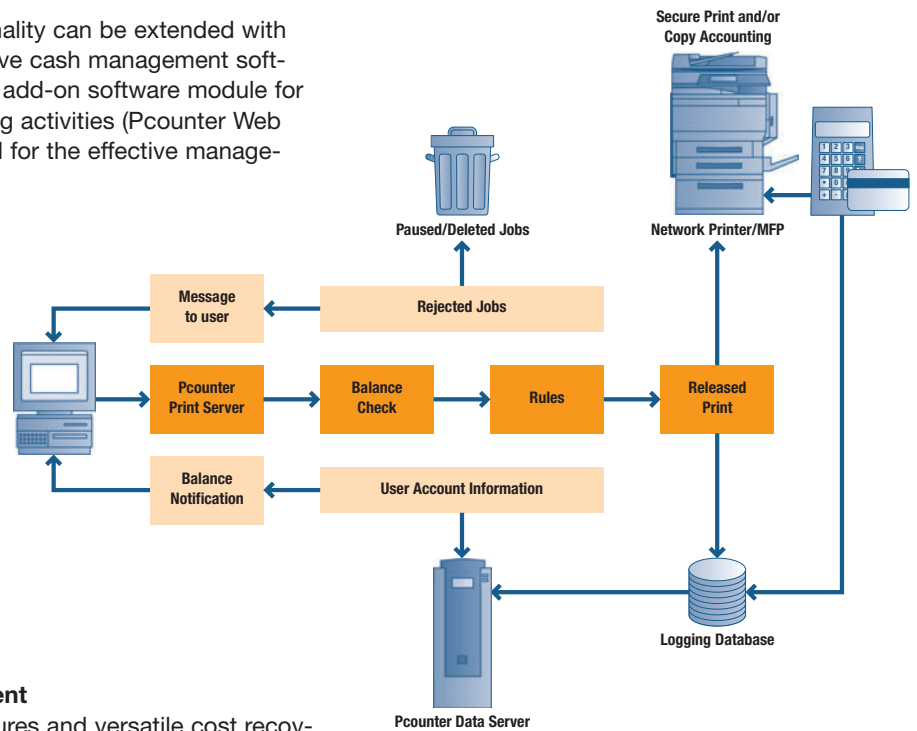 nality can be extended with
ve cash management soft-
add-on software module for
g activities (Pcounter Web
for the effective manage-
Secure Print and/or
Copy Accounting
Paused/Deleted Jobs
Network Printer/MFP
Message
to user
Rejected Jobs
Pcounter
Print Server
Balance
Check
Rules
Released
Print
Balance
Notification
User Account Information
Logging Database
Pcounter Data Server
ent
ures and versatile cost recov-